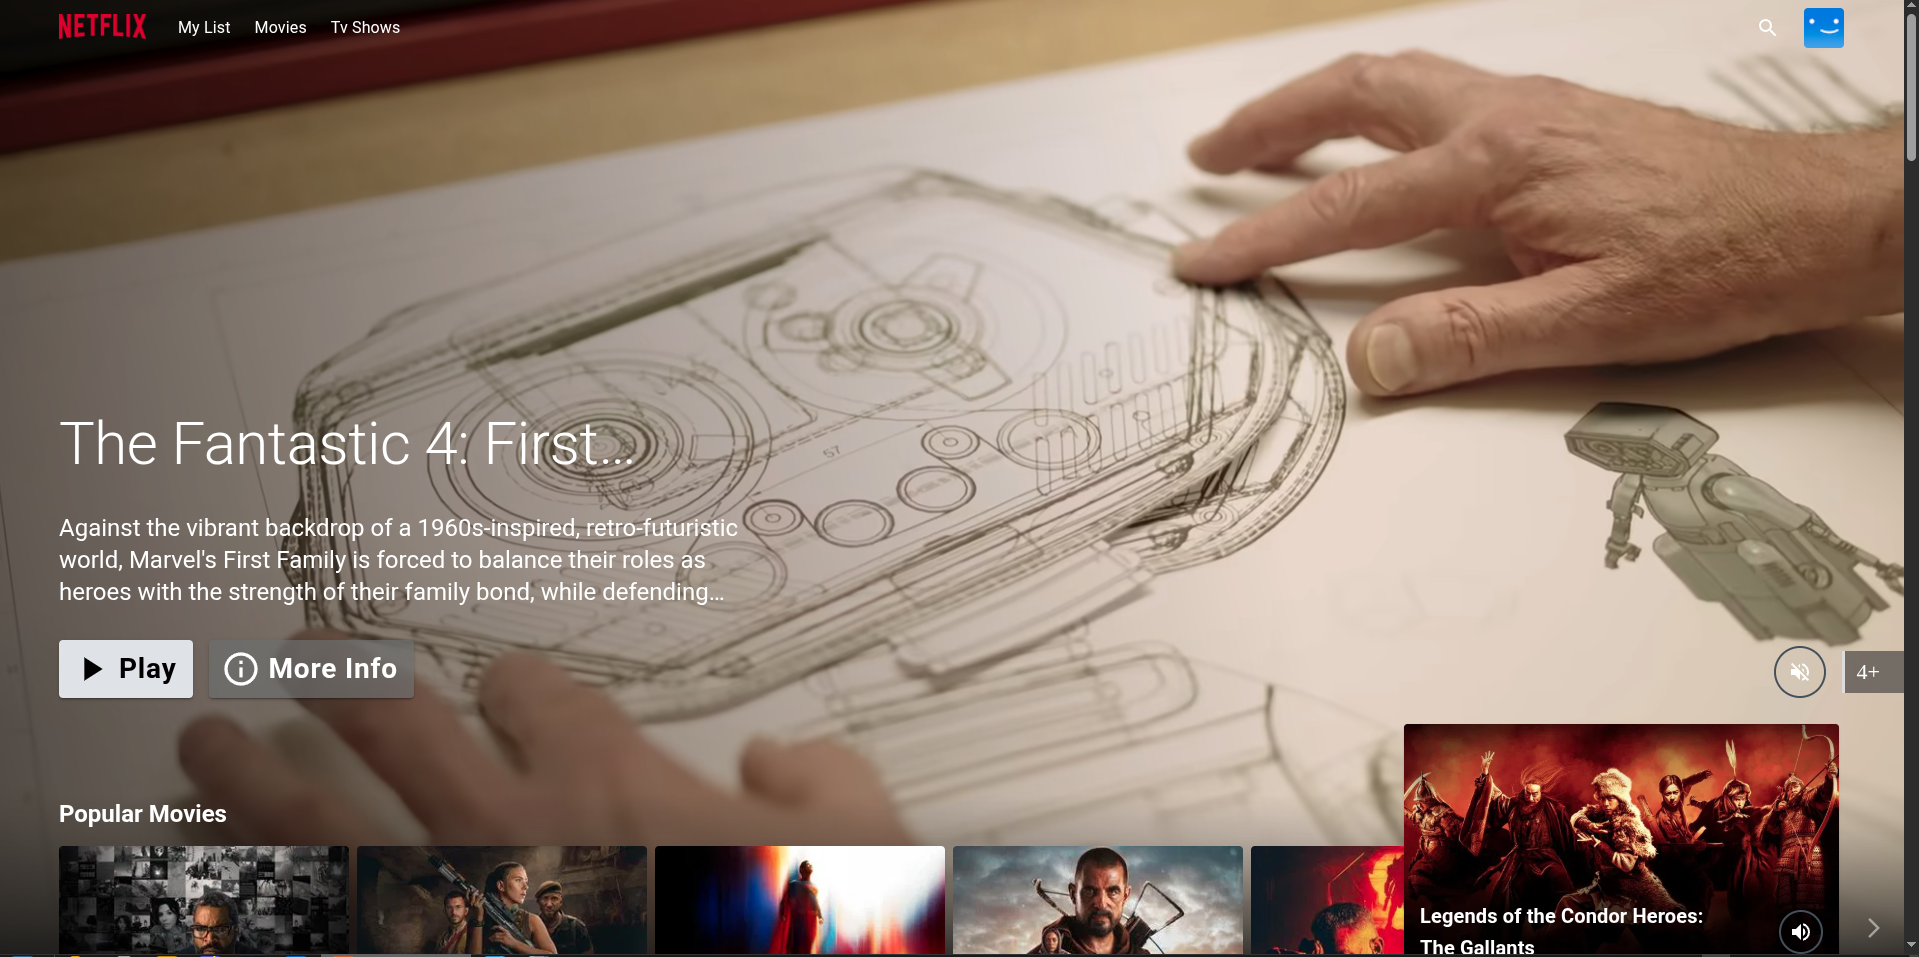 NETFLIX
My List
Movies
Tv Shows
57
The Fantastic 4: First...
Against the vibrant backdrop of a 1960s-inspired, retro-futuristic
world, Marvel's First Family is forced to balance their roles as
heroes with the strength of their family bond, while defending...
Play
More Info
4+
Popular Movies
Legends of the Condor Heroes:
The Gallants